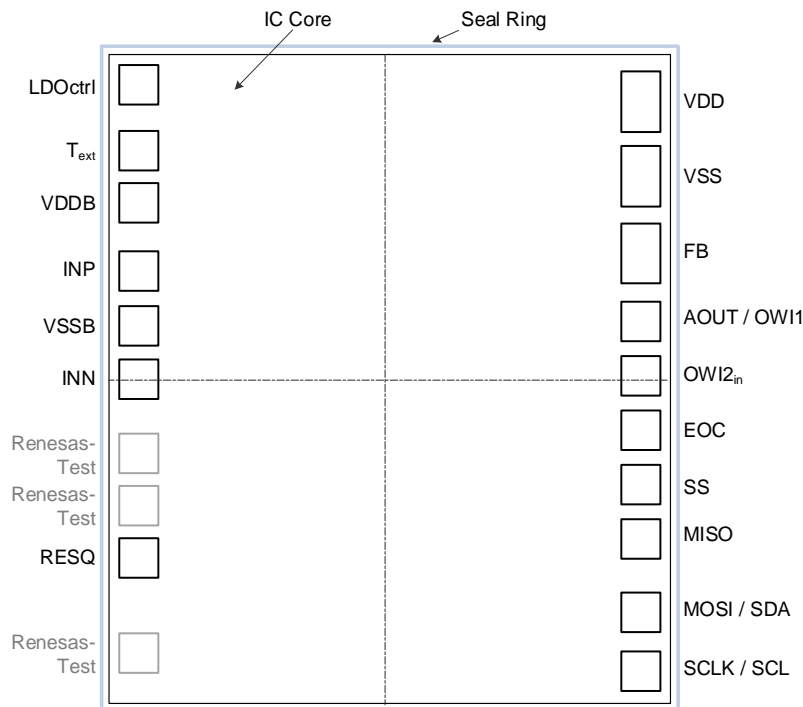 IC Core
Seal Ring
LDOctrl
Text
VDDB
INP
VSSB
INN
Renesas-
Test
Renesas-
Test
RESQ
Renesas-
Test
VDD
VSS
FB
AOUT / OWI1
OWI2in
EOC
SS
MISO
MOSI / SDA
SCLK / SCL